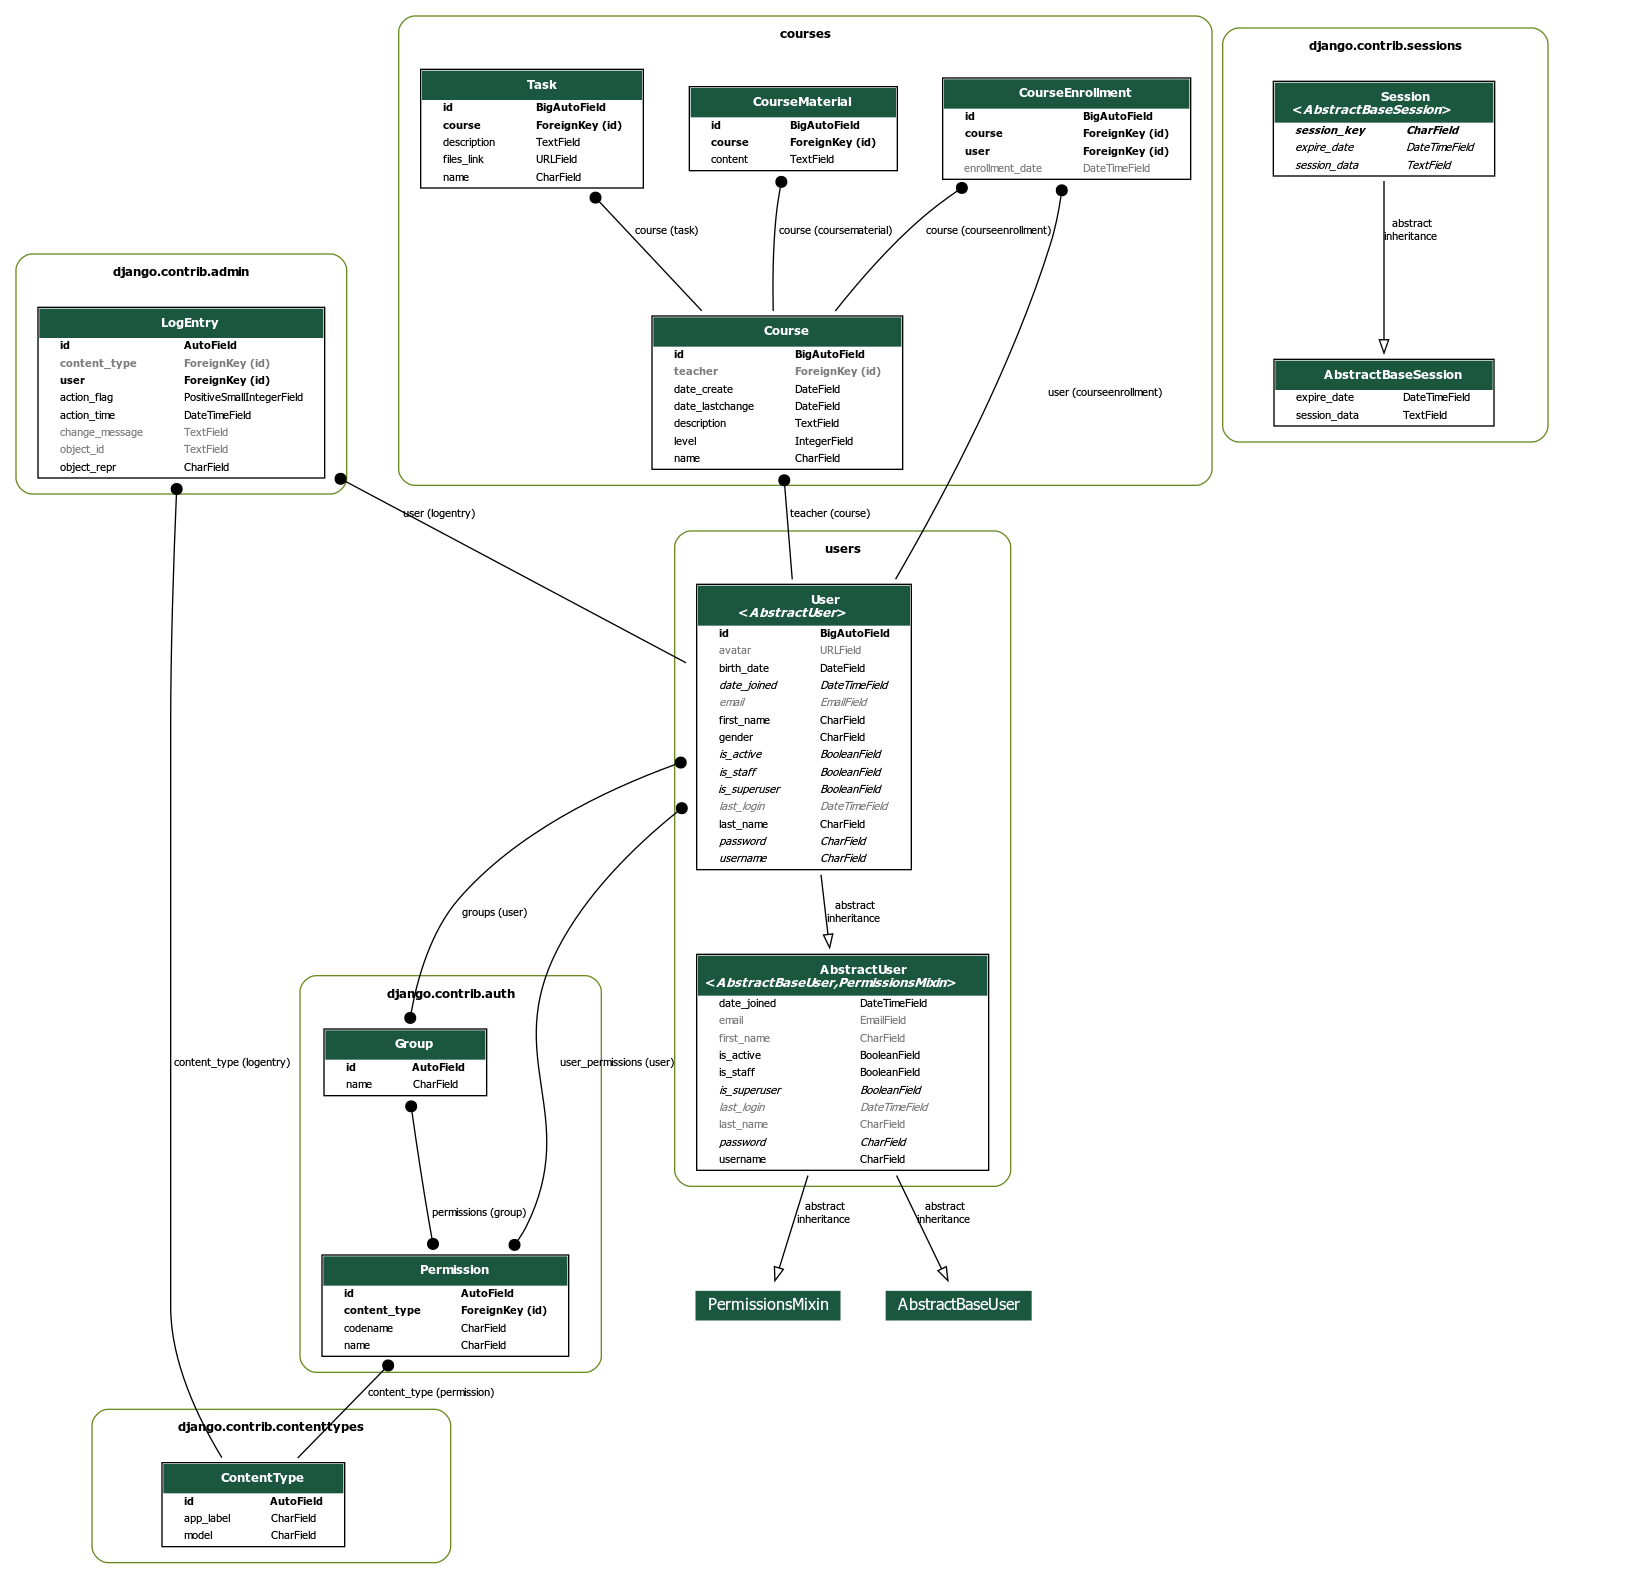 courses
Task
id BigAutoField
course ForeignKey (id)
description TextField
files_link URLField
name CharField
CourseMaterial
id BigAutoField
course ForeignKey (id)
content TextField
CourseEnrollment
id BigAutoField
course ForeignKey (id)
user ForeignKey (id)
enrollment_date DateTimeField
course (task)
course (coursematerial)
course (courseenrollment)
Course
id BigAutoField
teacher ForeignKey (id)
date_create DateField
date_lastchange DateField
description TextField
level IntegerField
name CharField
user (courseenrollment)
django.contrib.sessions
Session
<AbstractBaseSession>
session_key CharField
expire_date DateTimeField
session_data TextField
abstract
inheritance
AbstractBaseSession
expire_date DateTimeField
session_data TextField
django.contrib.admin
LogEntry
id AutoField
content_type ForeignKey (id)
user ForeignKey (id)
action_flag PositiveSmallIntegerField
action_time DateTimeField
change_message TextField
object_id TextField
object_repr CharField
user (logentry)
teacher (course)
users
User
<AbstractUser>
id BigAutoField
avatar URLField
birth_date DateField
date_joined DateTimeField
email EmailField
first_name CharField
gender CharField
is_active BooleanField
is_staff BooleanField
is_superuser BooleanField
last_login DateTimeField
last_name CharField
password CharField
username CharField
abstract
inheritance
groups (user)
AbstractUser
<AbstractBaseUser,PermissionsMixin>
date_joined DateTimeField
email EmailField
first_name CharField
is_active BooleanField
is_staff BooleanField
is_superuser BooleanField
last_login DateTimeField
last_name CharField
password CharField
username CharField
abstract
inheritance
abstract
inheritance
PermissionsMixin
AbstractBaseUser
django.contrib.auth
Group
id AutoField
name CharField
content_type (logentry)
user_permissions (user)
permissions (group)
Permission
id AutoField
content_type ForeignKey (id)
codename CharField
name CharField
content_type (permission)
django.contrib.contenttypes
ContentType
id AutoField
app_label CharField
model CharField